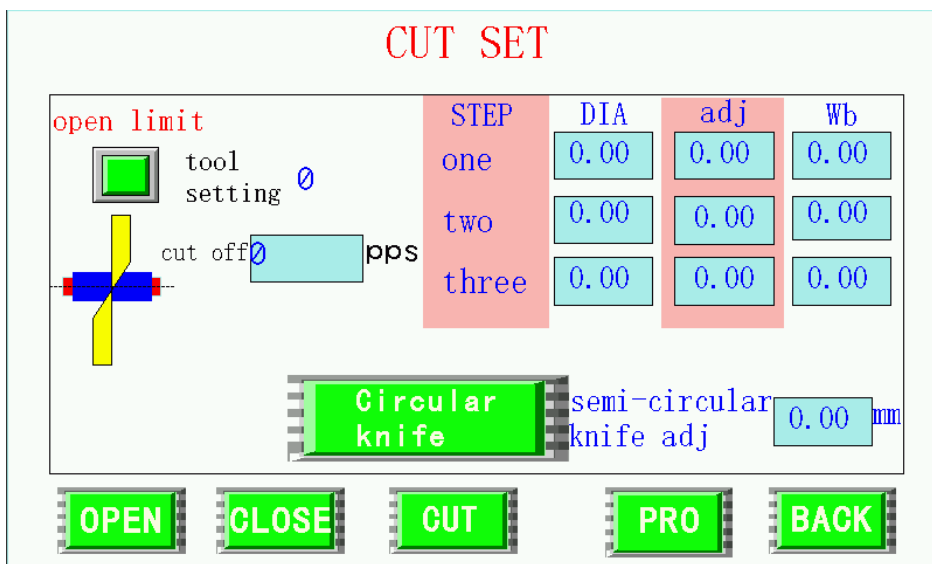 CUT SET
open limit
tool
setting 0
cut off 0 pps
STEP DIA adj Wb
one 0.00 0.00 0.00
two 0.00 0.00 0.00
three 0.00 0.00 0.00
Circular
knife
semi-circular
knife adj 0.00 mm
OPEN CLOSE CUT PRO BACK